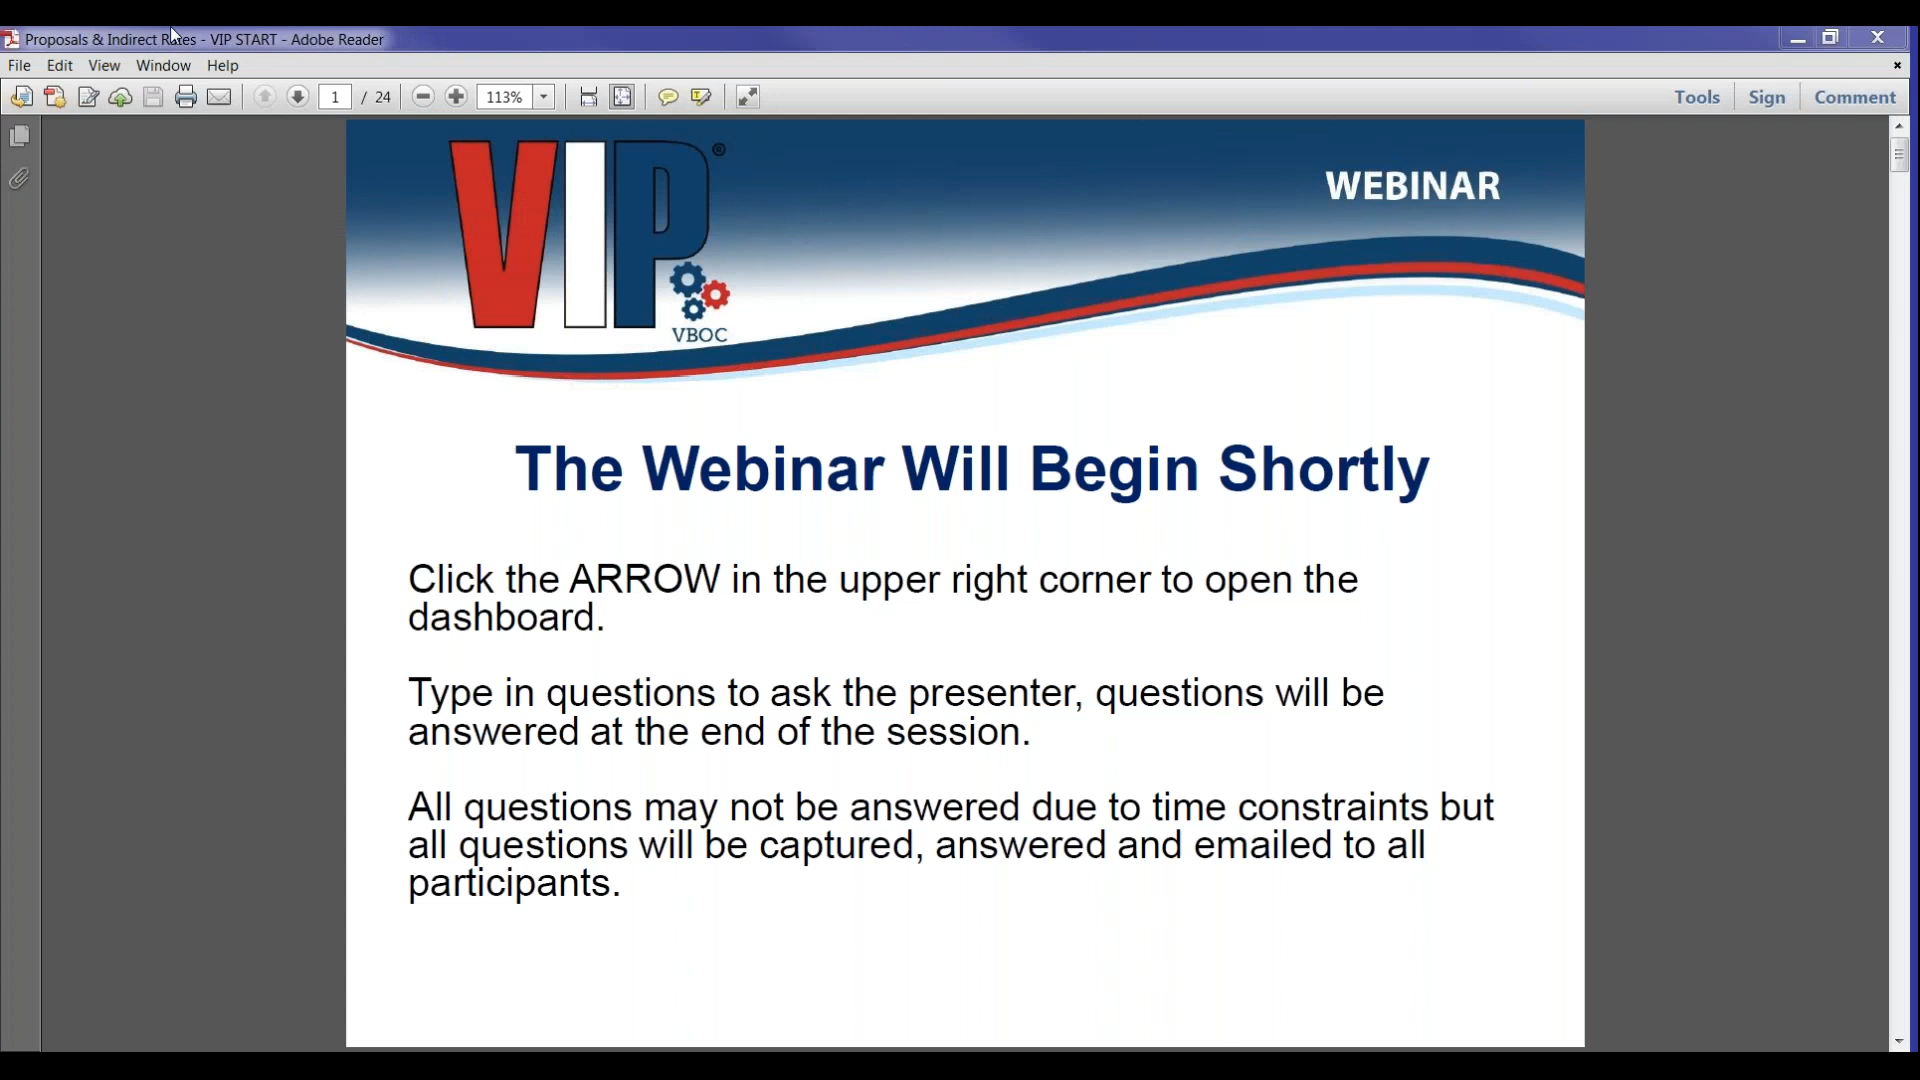 Proposals & Indirect Rates - VIP START - Adobe Reader
File Edit View Window Help
1 / 24 113% Tools Sign Comment
VIP®
WEBINAR
VBOC
The Webinar Will Begin Shortly
Click the ARROW in the upper right corner to open the
dashboard.
Type in questions to ask the presenter, questions will be
answered at the end of the session.
All questions may not be answered due to time constraints but
all questions will be captured, answered and emailed to all
participants.